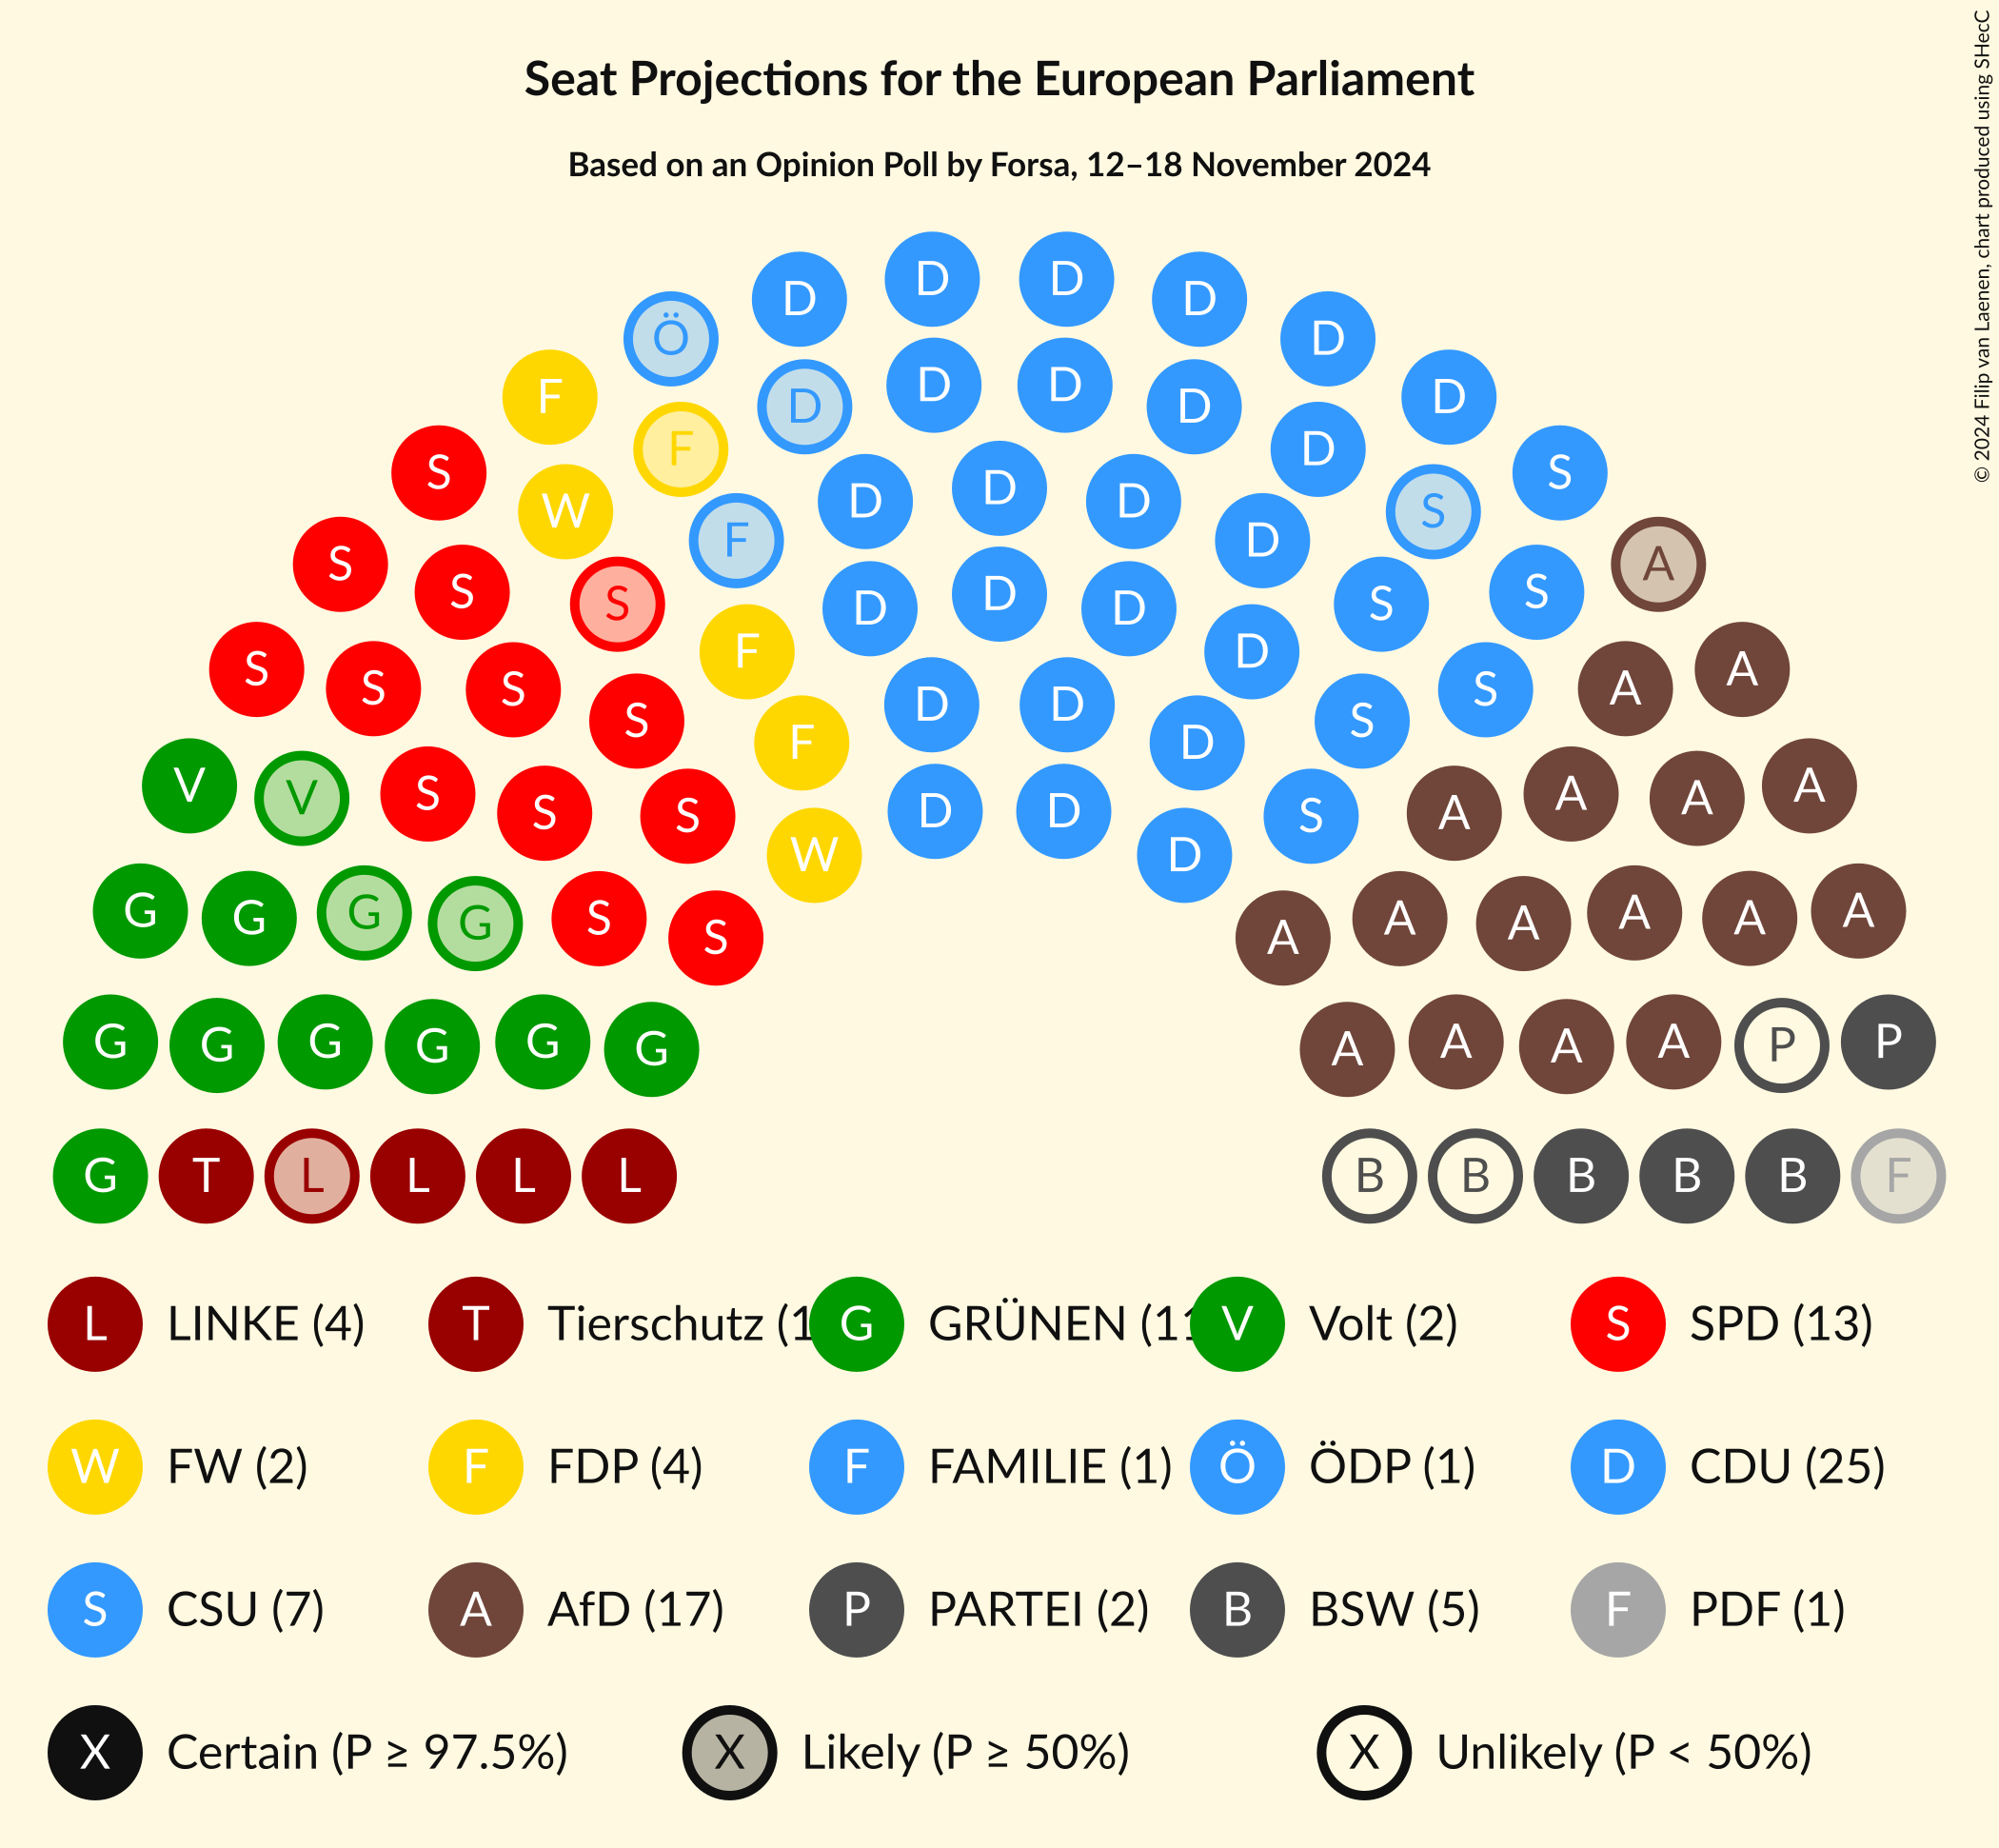 © 2024 Filip van Laenen, chart produced using SHecC
Seat Projections for the European Parliament
Based on an Opinion Poll by Forsa, 12–18 November 2024
D D
D D
Ö D
D D
F D
D D
F D
S S
D
D D
W S
F D
S A
S D S
S D D S
F D
S A
S S S A
D D
S S
F D
V A
V S A A
S S D D S A
W D
G G G G S S A A A A A A
G G G G G G A A A A P P
G T L L L L B B B B B F
L LINKE (4) T Tierschutz (1 G GRÜNEN (11 V Volt (2) S SPD (13)
W FW (2) F FDP (4) F FAMILIE (1) Ö ÖDP (1) D CDU (25)
S CSU (7) A AfD (17) P PARTEI (2) B BSW (5) F PDF (1)
X Certain (P ≥ 97.5%) X Likely (P ≥ 50%) X Unlikely (P < 50%)